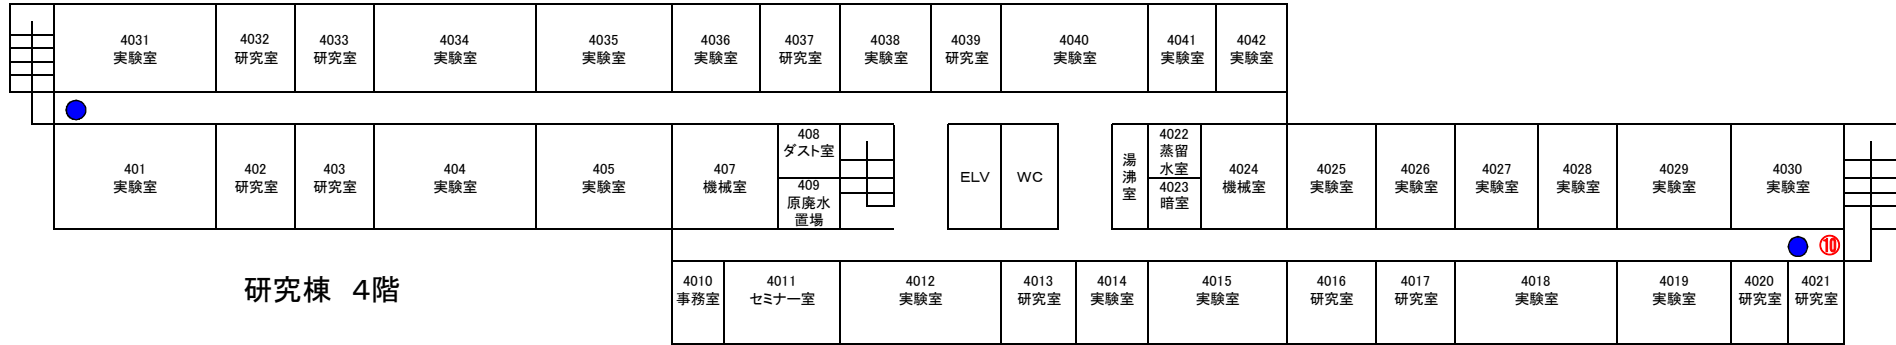 4031
実験室
4032
研究室
4033
研究室
4034
実験室
4035
実験室
4036
実験室
4037
研究室
4038
実験室
4039
研究室
4040
実験室
4041
実験室
4042
実験室
401
実験室
402
研究室
403
研究室
404
実験室
405
実験室
407
機械室
408
ダスト室
409
原廃水
置場
ELV
WC
湯沸室
4022
蒸留
水室
4023
暗室
4024
機械室
4025
実験室
4026
実験室
4027
実験室
4028
実験室
4029
実験室
4030
実験室
⑩
研究棟 4階
4010
事務室
4011
セミナー室
4012
実験室
4013
研究室
4014
実験室
4015
実験室
4016
研究室
4017
研究室
4018
実験室
4019
実験室
4020
研究室
4021
研究室